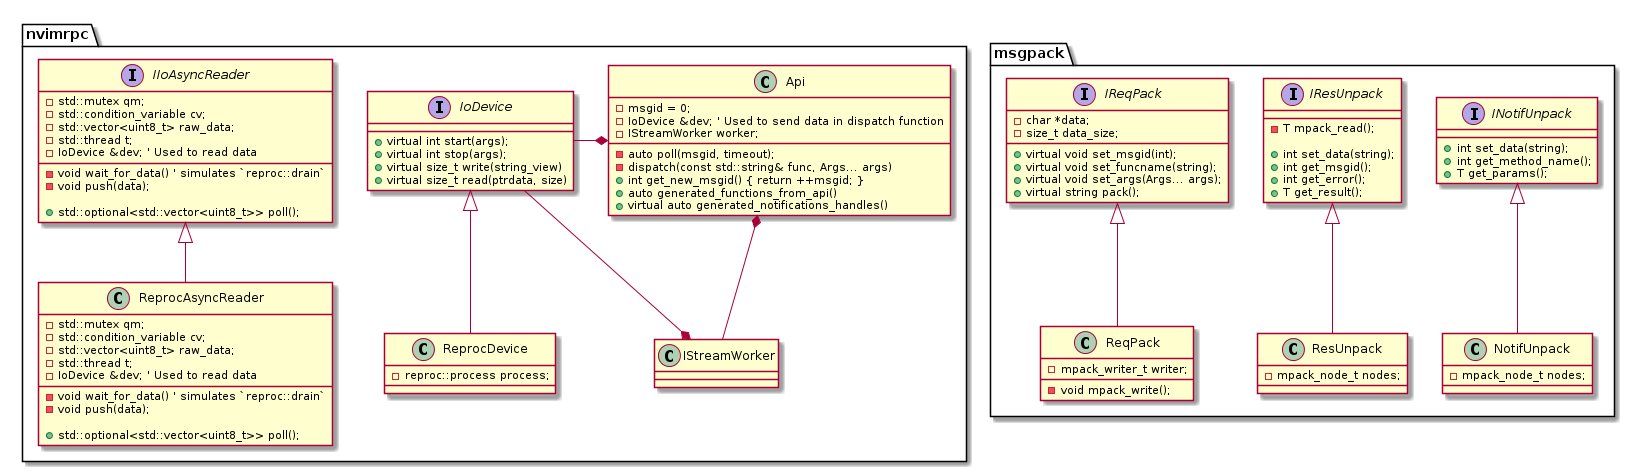 nvimrpc
I IIoAsyncReader
std::mutex qm;
std::condition_variable cv;
std::vector<uint8_t> raw_data;
std::thread t;
IoDevice &dev; ' Used to read data
void wait_for_data() ' simulates `reproc::drain`
void push(data);
std::optional<std::vector<uint8_t>> poll();
I IoDevice
virtual int start(args);
virtual int stop(args);
virtual size_t write(string_view)
virtual size_t read(ptrdata, size)
C Api
msgid = 0;
IoDevice &dev; ' Used to send data in dispatch function
IStreamWorker worker;
auto poll(msgid, timeout);
dispatch(const std::string& func, Args... args)
int get_new_msgid() { return ++msgid; }
auto generated_functions_from_api()
virtual auto generated_notifications_handles()
C ReprocAsyncReader
std::mutex qm;
std::condition_variable cv;
std::vector<uint8_t> raw_data;
std::thread t;
IoDevice &dev; ' Used to read data
void wait_for_data() ' simulates `reproc::drain`
void push(data);
std::optional<std::vector<uint8_t>> poll();
C ReprocDevice
reproc::process process;
C IStreamWorker
msgpack
I IReqPack
char *data;
size_t data_size;
virtual void set_msgid(int);
virtual void set_funcname(string);
virtual void set_args(Args... args);
virtual string pack();
I IResUnpack
T mpack_read();
int set_data(string);
int get_msgid();
int get_error();
T get_result();
I INotifUnpack
int set_data(string);
int get_method_name();
T get_params();
C ReqPack
mpack_writer_t writer;
void mpack_write();
C ResUnpack
mpack_node_t nodes;
C NotifUnpack
mpack_node_t nodes;